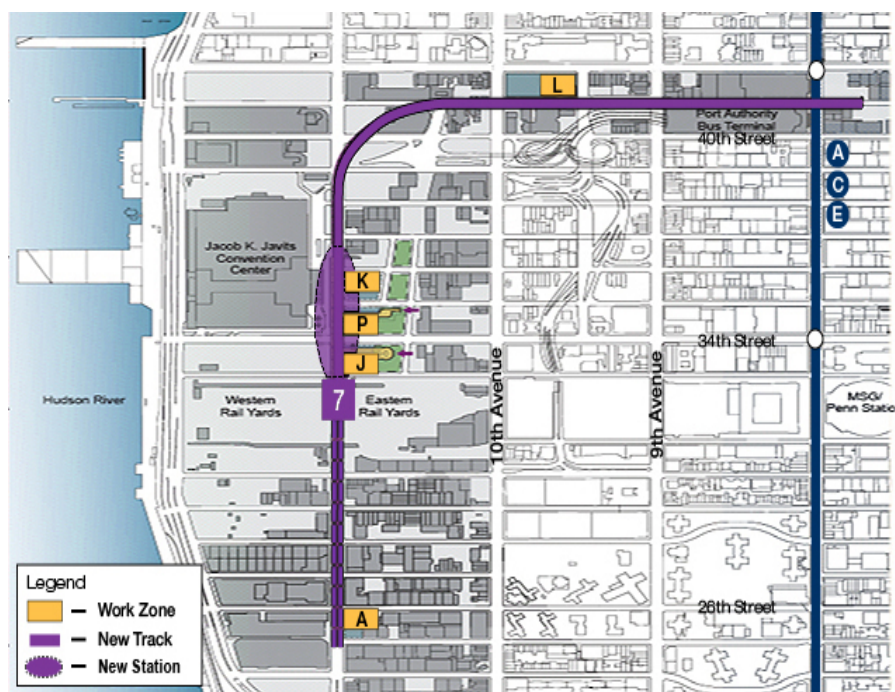 L
Port Authority
Bus Terminal
40th Street
A
C
E
Jacob K. Javits
Convention
Center
K
P
34th Street
J
10th Avenue
9th Avenue
7
Hudson River
Western
Rail Yards
Eastern
Rail Yards
MSG/
Penn Statio
Legend
Work Zone
New Track
New Station
A
26th Street